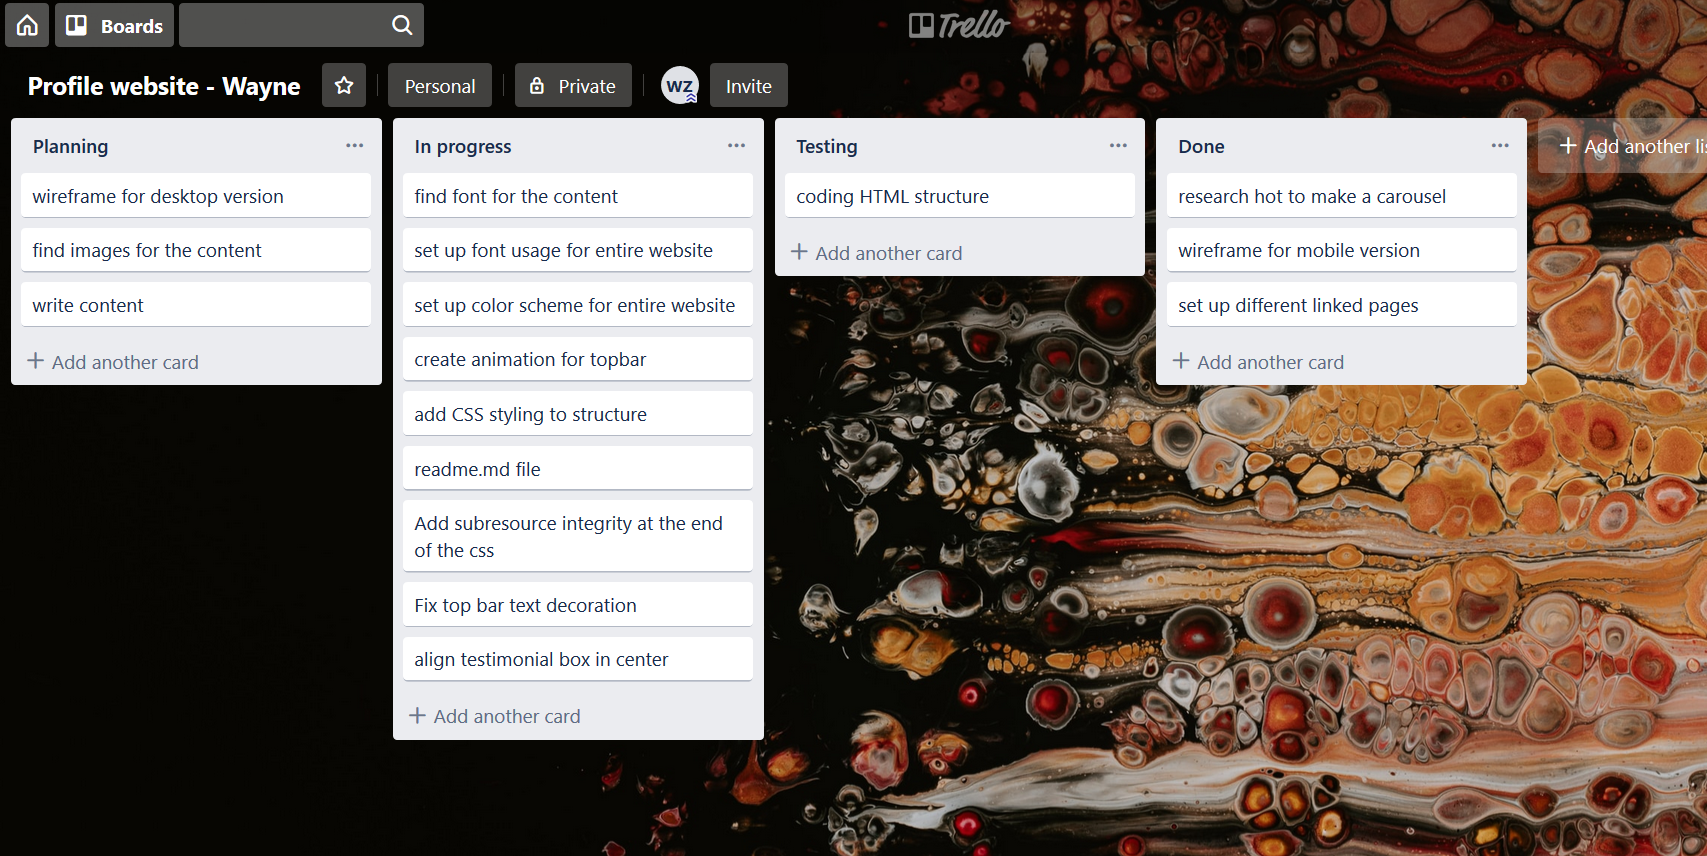 Boards
Trello
Profile website - Wayne
Personal
Private
WZ
Invite
Planning
wireframe for desktop version
find images for the content
write content
Add another card
In progress
find font for the content
set up font usage for entire website
set up color scheme for entire website
create animation for topbar
add CSS styling to structure
readme.md file
Add subresource integrity at the end
of the css
Fix top bar text decoration
align testimonial box in center
Add another card
Testing
coding HTML structure
Add another card
Done
research hot to make a carousel
wireframe for mobile version
set up different linked pages
Add another card
Add another lis